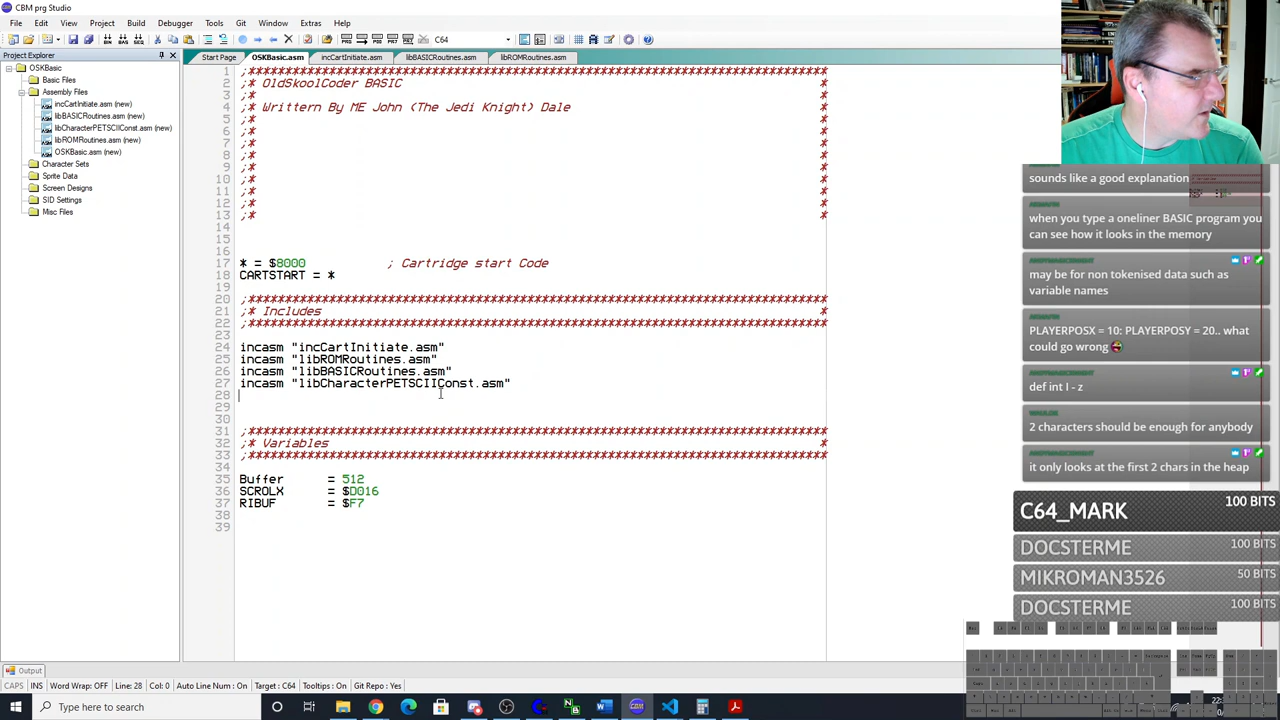 CBM prg Studio
File Edit View Project Build Debugger Tools Git Window Extras Help
C64
Project Explorer
OSKBasic
Basic Files
Assembly Files
incCartInitiate.asm (new)
libBASICRoutines.asm (new)
libCharacterPETSCIIConst.asm (new)
libROMRoutines.asm (new)
OSKBasic.asm (new)
Character Sets
Sprite Data
Screen Designs
SID Settings
Misc Files
Start Page OSKBasic.asm incCartInitiate.asm libBASICRoutines.asm libROMRoutines.asm
1 ;*******************************************************************************
2 ;* OldSkoolCoder BASIC *
3 ;* *
4 ;* Writtern By ME John (The Jedi Knight) Dale *
5 ;* *
6 ;* *
7 ;* *
8 ;* *
9 ;* *
10 ;* *
11 ;* *
12 ;* *
13 ;* *
14
15
16
17 * = $8000 ; Cartridge start Code
18 CARTSTART = *
19
20 ;*******************************************************************************
21 ;* Includes *
22 ;*******************************************************************************
23
24 incasm "incCartInitiate.asm"
25 incasm "libROMRoutines.asm"
26 incasm "libBASICRoutines.asm"
27 incasm "libCharacterPETSCIIConst.asm"
28
29
30
31 ;*******************************************************************************
32 ;* Variables *
33 ;*******************************************************************************
34
35 Buffer = 512
36 SCROLX = $D016
37 RIBUF = $F7
38
39
sounds like a good explanation
when you type a oneliner BASIC program you
can see how it looks in the memory
may be for non tokenised data such as
variable names
PLAYERPOSX = 10: PLAYERPOSY = 20.. what
could go wrong
def int I - z
2 characters should be enough for anybody
it only looks at the first 2 chars in the heap
C64_MARK 100 BITS
DOCSTERME 100 BITS
MIKROMAN3526 50 BITS
DOCSTERME 100 BITS
Output
CAPS INS Word Wrap: OFF Line: 28 Col: 0 Auto Line Num : On Target : C64 Tooltips : On Git Repo : Yes
Type here to search